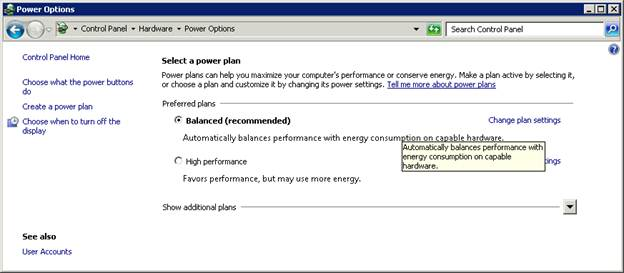 Power Options
Control Panel Hardware Power Options
Search Control Panel
Control Panel Home
Choose what the power buttons
do
Create a power plan
Choose when to turn off the
display
See also
User Accounts
Select a power plan
Power plans can help you maximize your computer's performance or conserve energy. Make a plan active by selecting it,
or choose a plan and customize it by changing its power settings. Tell me more about power plans
Preferred plans
Balanced (recommended) Change plan settings
Automatically balances performance with energy consumption on capable hardware.
Automatically balances performance with
energy consumption on capable
hardware.
High performance
Favors performance, but may use more energy.
Show additional plans